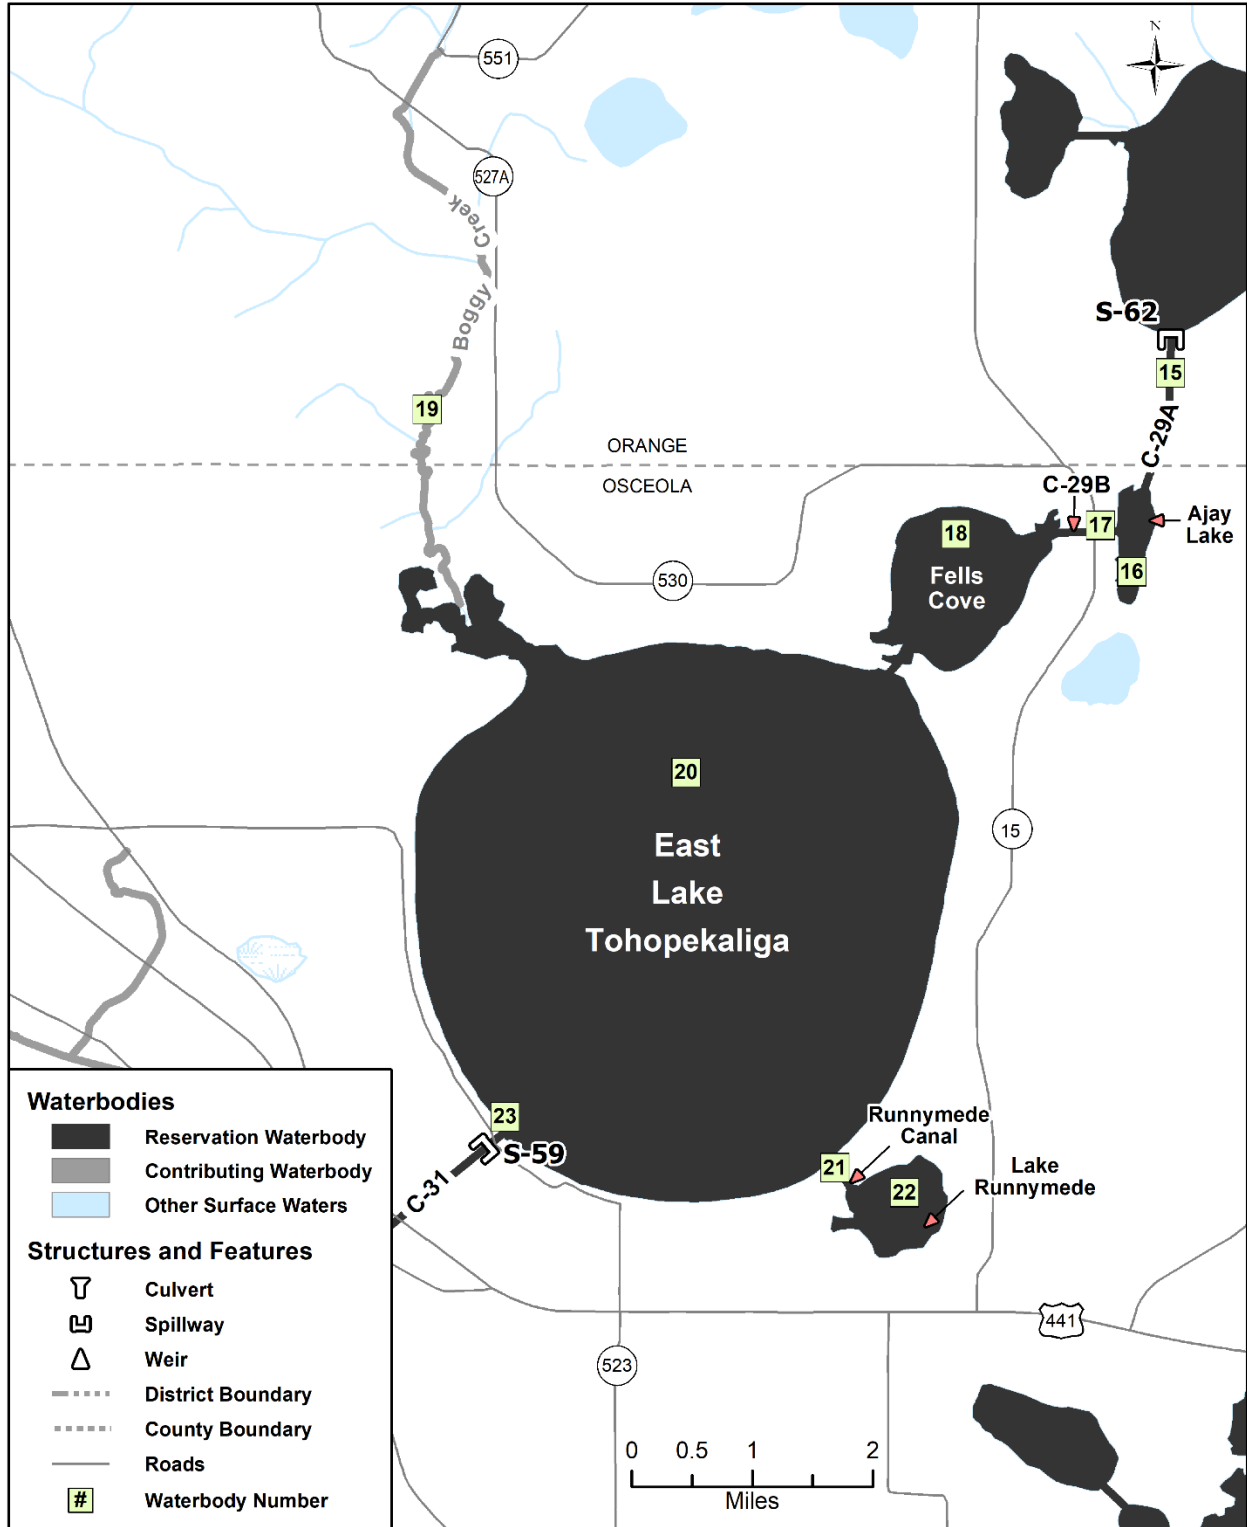 N
551
527A
Boggy Creek
S-62
15
19
C-29A
ORANGE
OSCEOLA
C-29B
17
Ajay
Lake
18
16
Fells
Cove
530
20
East
Lake
Tohopekaliga
15
23
S-59
C-31
Runnymede
Canal
21
22
Lake
Runnymede
441
523
Waterbodies
Reservation Waterbody
Contributing Waterbody
Other Surface Waters
Structures and Features
Culvert
Spillway
Weir
District Boundary
County Boundary
Roads
# Waterbody Number
0 0.5 1 2
Miles